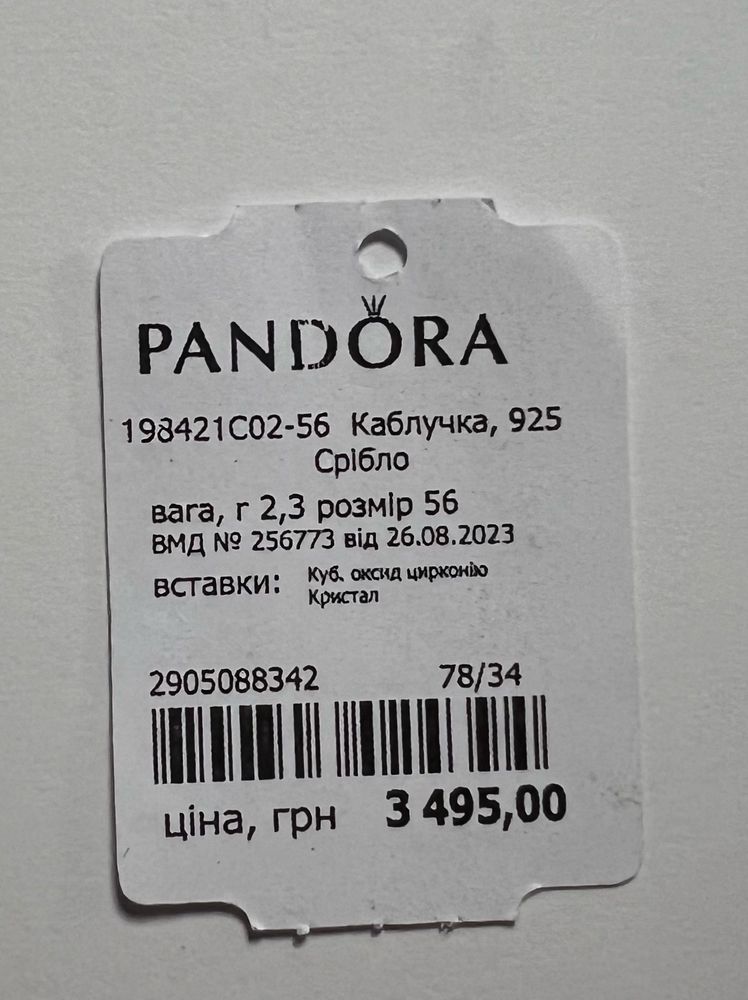 PANDORA
198421C02-56 Каблучка, 925
Срібло
вага, г 2,3 розмір 56
ВМД № 256773 від 26.08.2023
вставки: Куб. оксид цирконію
Кристал
2905088342 78/34
ціна, грн 3 495,00